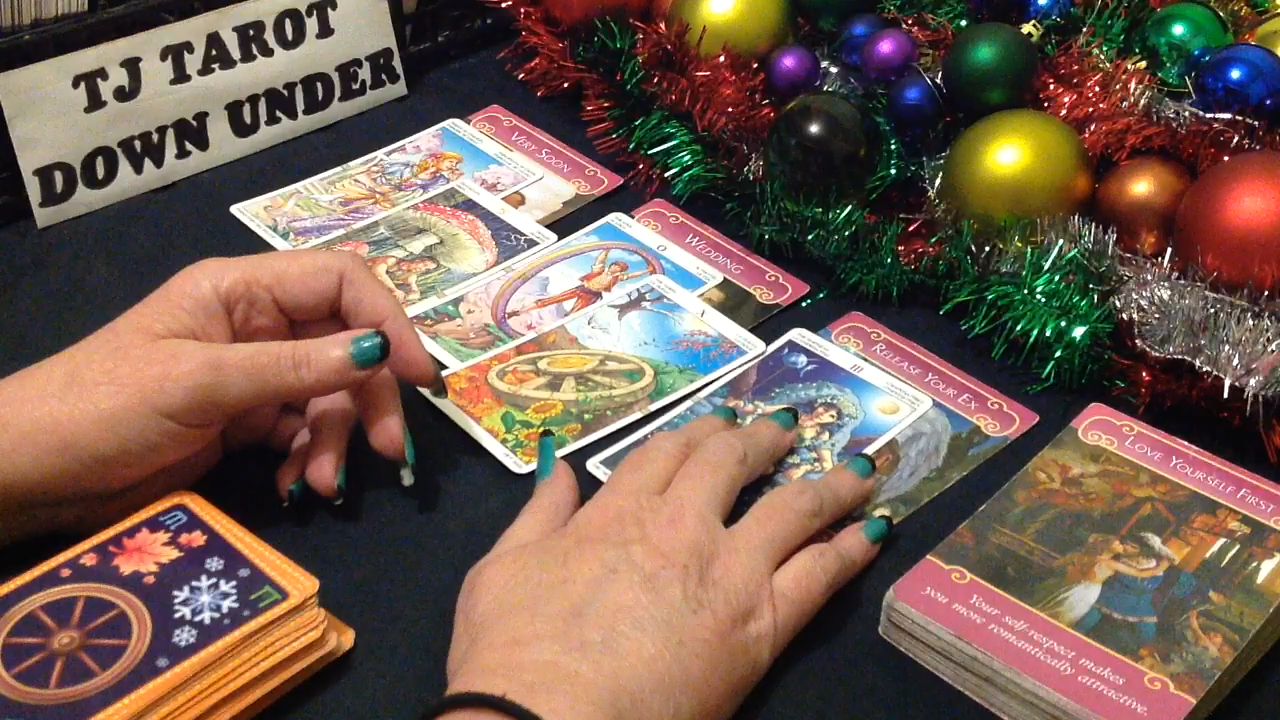 TJ TAROT
DOWN UNDER
VERY SOON
WEDDING
0
RELEASE YOUR EX
III
LOVE YOURSELF FIRST
Your self-respect makes
you more romantically attractive.